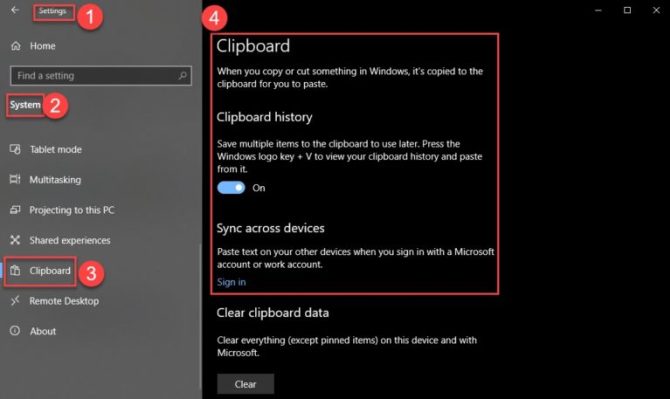 Settings
1
Home
Find a setting
System
2
Tablet mode
Multitasking
Projecting to this PC
Shared experiences
Clipboard
3
Remote Desktop
About
4
Clipboard
When you copy or cut something in Windows, it's copied to the
clipboard for you to paste.
Clipboard history
Save multiple items to the clipboard to use later. Press the
Windows logo key + V to view your clipboard history and paste
from it.
On
Sync across devices
Paste text on your other devices when you sign in with a Microsoft
account or work account.
Sign in
Clear clipboard data
Clear everything (except pinned items) on this device and with
Microsoft.
Clear